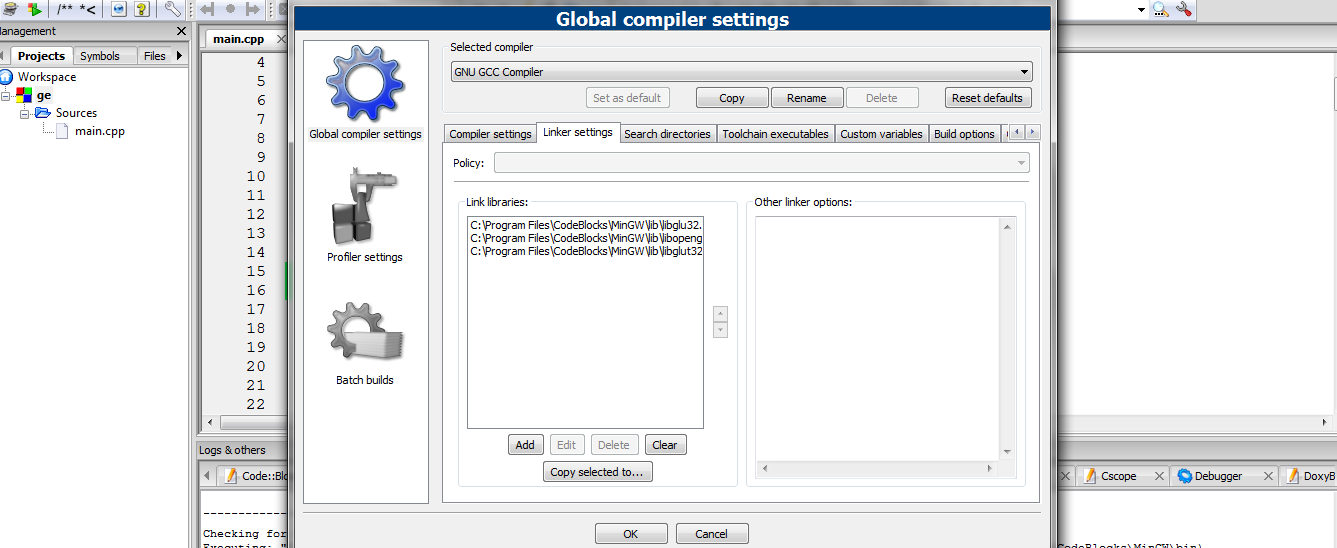 Global compiler settings
anagement
/** *<
Projects Symbols Files
Workspace
ge
Sources
main.cpp
main.cpp
4
5
6
7
8
9
10
11
12
13
14
15
16
17
18
19
20
21
22
Global compiler settings
Profiler settings
Batch builds
Selected compiler
GNU GCC Compiler
Set as default Copy Rename Delete Reset defaults
Compiler settings Linker settings Search directories Toolchain executables Custom variables Build options
Policy:
Link libraries:
C:\Program Files\CodeBlocks\MinGW\lib\libglu32.
C:\Program Files\CodeBlocks\MinGW\lib\libopeng
C:\Program Files\CodeBlocks\MinGW\lib\libglut32
Add Edit Delete Clear
Copy selected to...
Other linker options:
OK Cancel
Logs & others
Code::Blo
Cscope Debugger DoxyB
-------------
Checking for
Executing: "
CodeBlocks\MinGW\bin\